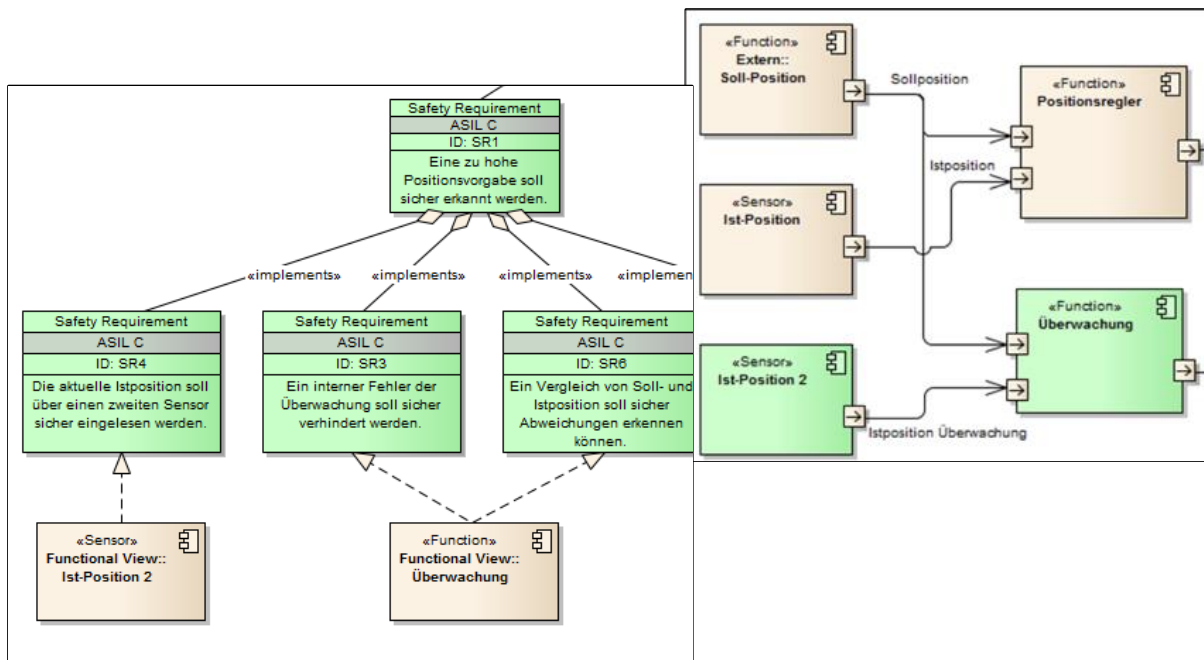 Safety Requirement
ASIL C
ID: SR1
Eine zu hohe
Positionsvorgabe soll
sicher erkannt werden.
«implements»
«implements»
«implements»
«implemen
Safety Requirement
ASIL C
ID: SR4
Die aktuelle Istposition soll
über einen zweiten Sensor
sicher eingelesen werden.
Safety Requirement
ASIL C
ID: SR3
Ein interner Fehler der
Überwachung soll sicher
verhindert werden.
Safety Requirement
ASIL C
ID: SR6
Ein Vergleich von Soll- und
Istposition soll sicher
Abweichungen erkennen
können.
«Sensor»
Functional View::
Ist-Position 2
«Function»
Functional View::
Überwachung
«Function»
Extern::
Soll-Position
Sollposition
«Function»
Positionsregler
«Sensor»
Ist-Position
Istposition
«Sensor»
Ist-Position 2
Istposition Überwachung
«Function»
Überwachung